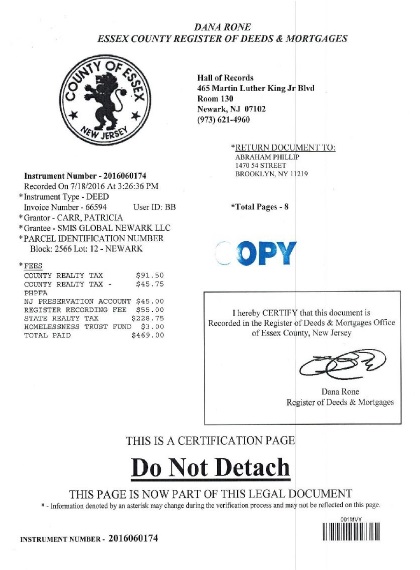 DANA RONE
ESSEX COUNTY REGISTER OF DEEDS & MORTGAGES
COUNTY OF ESSEX
NEW JERSEY
Hall of Records
465 Martin Luther King Jr Blvd
Room 130
Newark, NJ 07102
(973) 621-4960
*RETURN DOCUMENT TO:
ABRAHAM PHILLIP
1470 54 STREET
BROOKLYN, NY 11219
Instrument Number - 2016060174
Recorded On 7/18/2016 At 3:26:36 PM
*Instrument Type - DEED
Invoice Number - 66594 User ID: BB
*Grantor - CARR, PATRICIA
*Grantee - SMIS GLOBAL NEWARK LLC
*PARCEL IDENTIFICATION NUMBER
Block: 2566 Lot: 12 - NEWARK
*Total Pages - 8
OPY
*FEES
COUNTY REALTY TAX $91.50
COUNTY REALTY TAX - $45.75
PHPFA
NJ PRESERVATION ACCOUNT $45.00
REGISTER RECORDING FEE $55.00
STATE REALTY TAX $228.75
HOMELESSNESS TRUST FUND $3.00
TOTAL PAID $469.00
I hereby CERTIFY that this document is
Recorded in the Register of Deeds & Mortgages Office
of Essex County, New Jersey
Dana Rone
Register of Deeds & Mortgages
THIS IS A CERTIFICATION PAGE
Do Not Detach
THIS PAGE IS NOW PART OF THIS LEGAL DOCUMENT
* - Information denoted by an asterisk may change during the verification process and may not be reflected on this page.
INSTRUMENT NUMBER - 2016060174